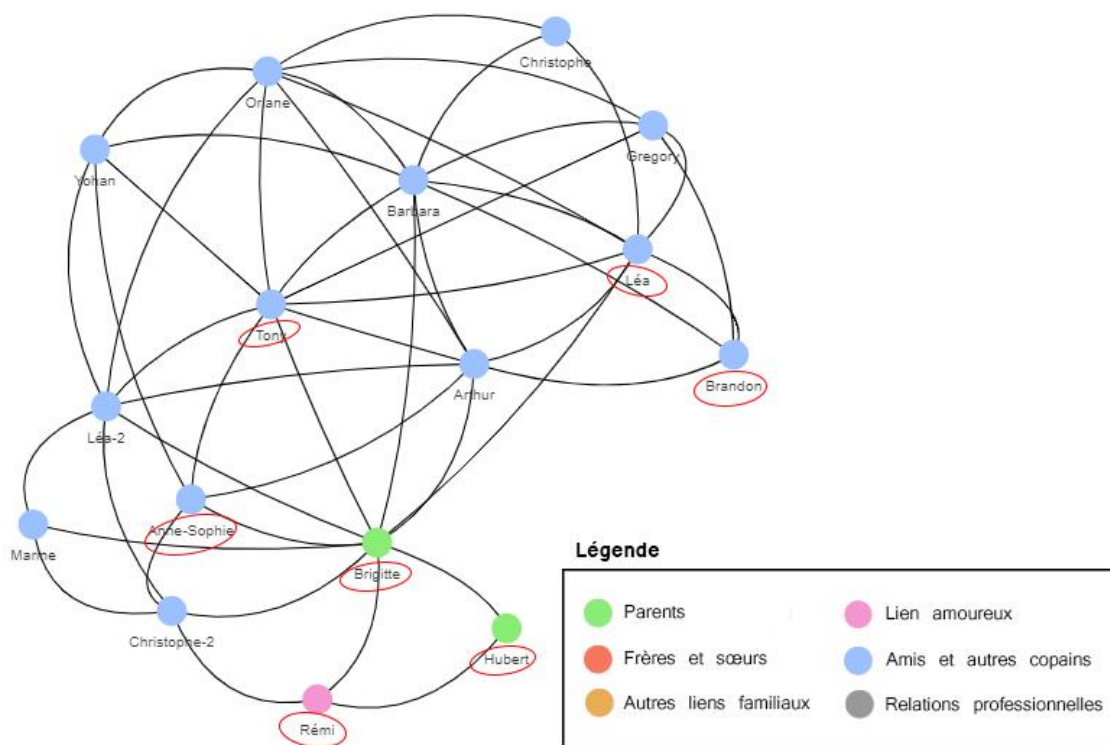 Christophe
Oriane
Gregory
Yohan
Barbara
Léa
Tony
Brandon
Arthur
Léa-2
Anne-Sophie
Marine
Brigitte
Christophe-2
Hubert
Rémi
Légende
Parents
Lien amoureux
Frères et sœurs
Amis et autres copains
Autres liens familiaux
Relations professionnelles